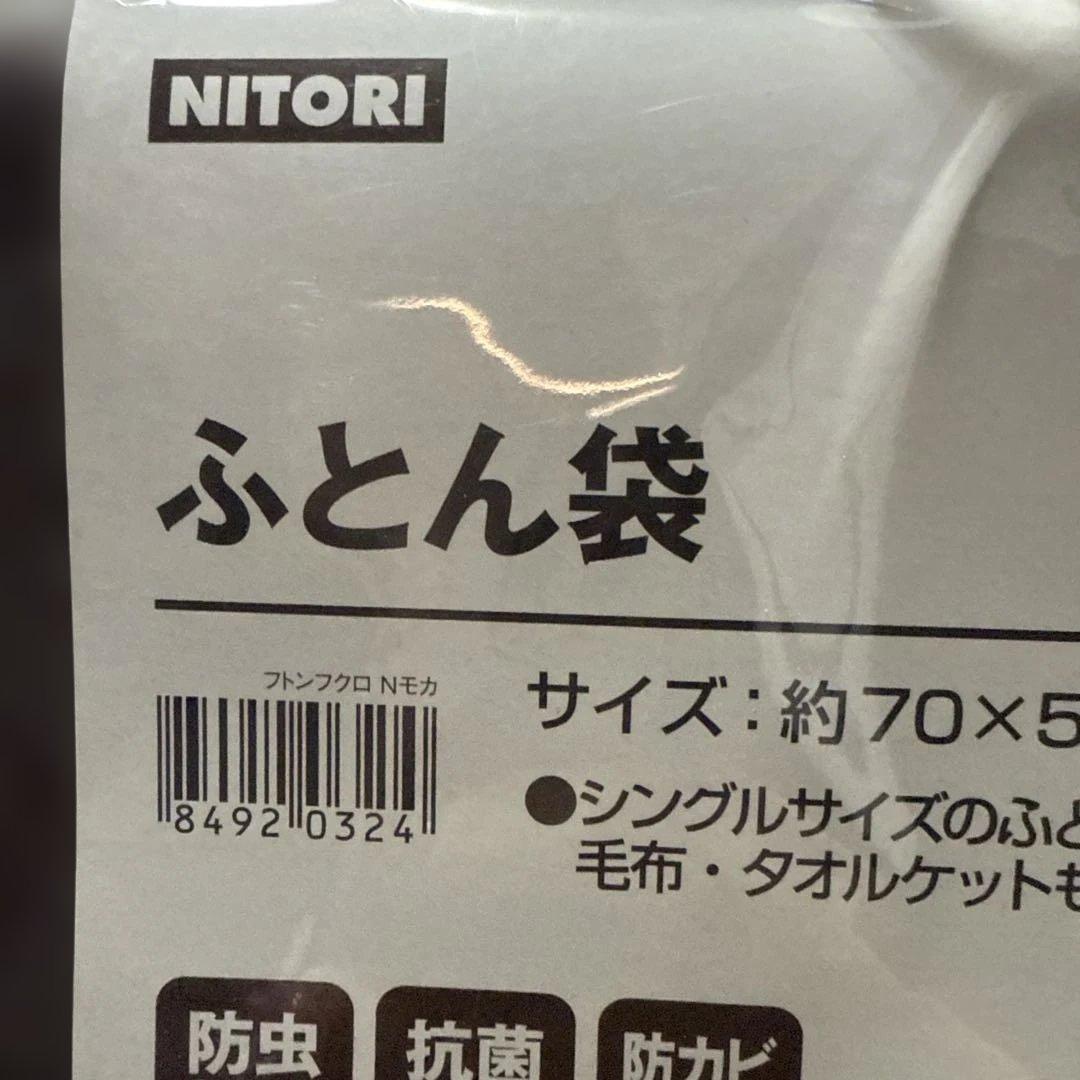 NITORI
ふとん袋
フトンフクロ Nモカ
8492 0324
サイズ：約70×5
●シングルサイズのふと
毛布・タオルケットも
防虫
抗菌
防カビ